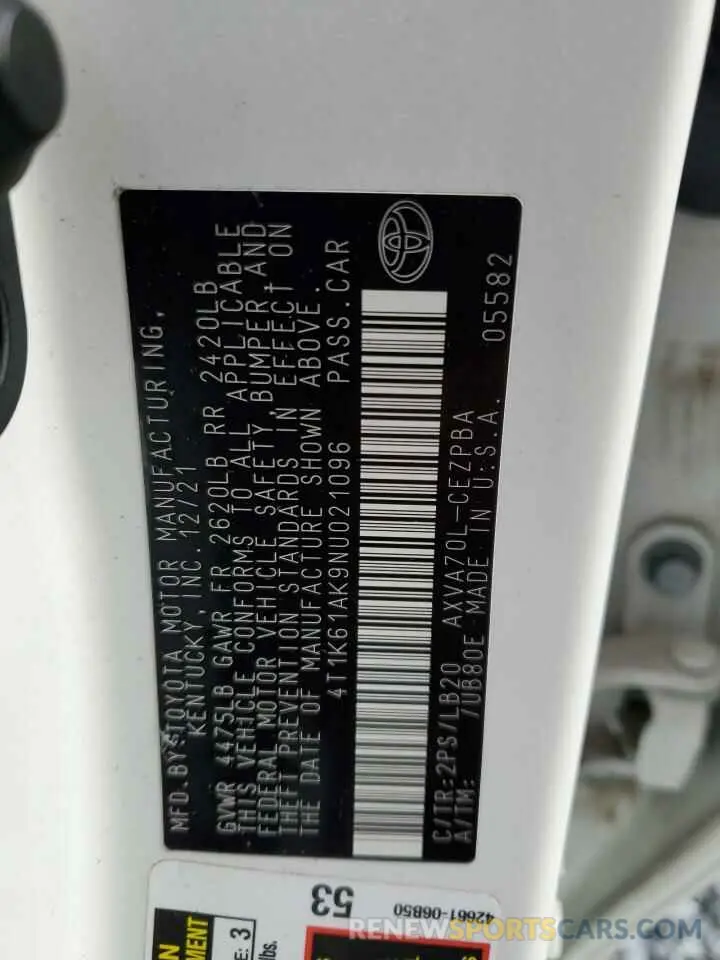 MFD.BY:TOYOTA MOTOR MANUFACTURING,
KENTUCKY, INC. 12/21
GVWR 4475LB GAWR FR 2620LB RR 2420LB
THIS VEHICLE CONFORMS TO ALL APPLICABLE
FEDERAL MOTOR VEHICLE SAFETY, BUMPER, AND
THEFT PREVENTION STANDARDS IN EFFECT ON
THE DATE OF MANUFACTURE SHOWN ABOVE.
4T1K61AK9NU021096 PASS.CAR
C/TR:2PS/LB20 AXVA70L-CEZPBA
A/TM: /UB80E MADE IN U.S.A. 05582
53
42661-06B50
E: 3
lbs.
RENEWSPORTCARS.COM